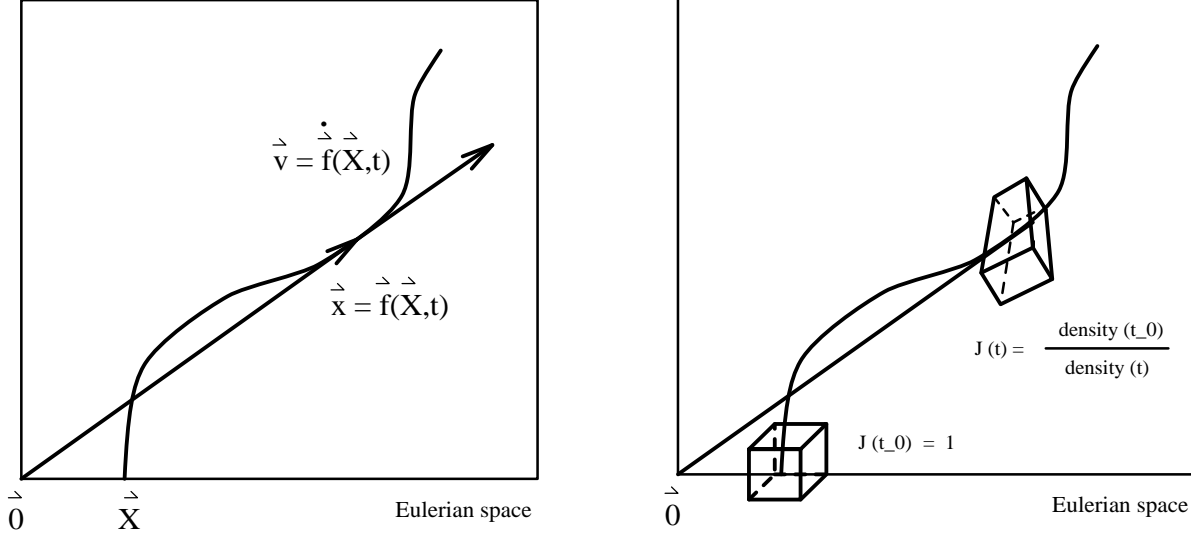 v⃗ = ḟ⃗(X⃗,t)
x⃗ = f⃗(X⃗,t)
Eulerian space
0⃗
X⃗
J (t) = density (t_0) / density (t)
J (t_0) = 1
Eulerian space
0⃗